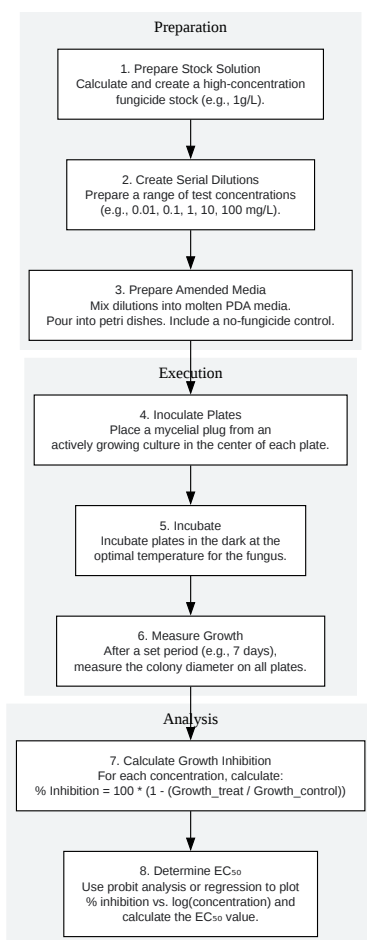 Preparation
1. Prepare Stock Solution
Calculate and create a high-concentration
fungicide stock (e.g., 1g/L).
2. Create Serial Dilutions
Prepare a range of test concentrations
(e.g., 0.01, 0.1, 1, 10, 100 mg/L).
3. Prepare Amended Media
Mix dilutions into molten PDA media.
Pour into petri dishes. Include a no-fungicide control.
Execution
4. Inoculate Plates
Place a mycelial plug from an
actively growing culture in the center of each plate.
5. Incubate
Incubate plates in the dark at the
optimal temperature for the fungus.
6. Measure Growth
After a set period (e.g., 7 days),
measure the colony diameter on all plates.
Analysis
7. Calculate Growth Inhibition
For each concentration, calculate:
% Inhibition = 100 * (1 - (Growth_treat / Growth_control))
8. Determine EC₅₀
Use probit analysis or regression to plot
% inhibition vs. log(concentration) and
calculate the EC₅₀ value.